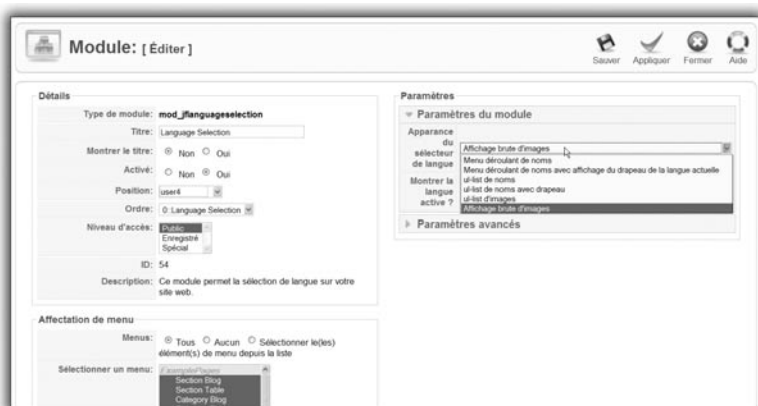 Module: [ Éditer ]
Sauver Appliquer Fermer Aide
Détails
Type de module: mod_jflanguageselection
Titre: Language Selection
Montrer le titre: Non Oui
Activé: Non Oui
Position: user4
Ordre: 0::Language Selection
Niveau d'accès: Public
Enregistré
Spécial
ID: 54
Description: Ce module permet la sélection de langue sur votre
site web.
Affectation de menu
Menus: Tous Aucun Sélectionner le(les)
élément(s) de menu depuis la liste
Sélectionner un menu: ExamplePages
Section Blog
Section Table
Category Blog
Paramètres
Paramètres du module
Apparance
du
sélecteur
de langue
Affichage brute d'images
Menu déroulant de noms
Menu déroulant de noms avec affichage du drapeau de la langue actuelle
ul-list de noms
ul-list de noms avec drapeau
ul-list d'images
Affichage brute d'images
Montrer la
langue
active ?
Paramètres avancés